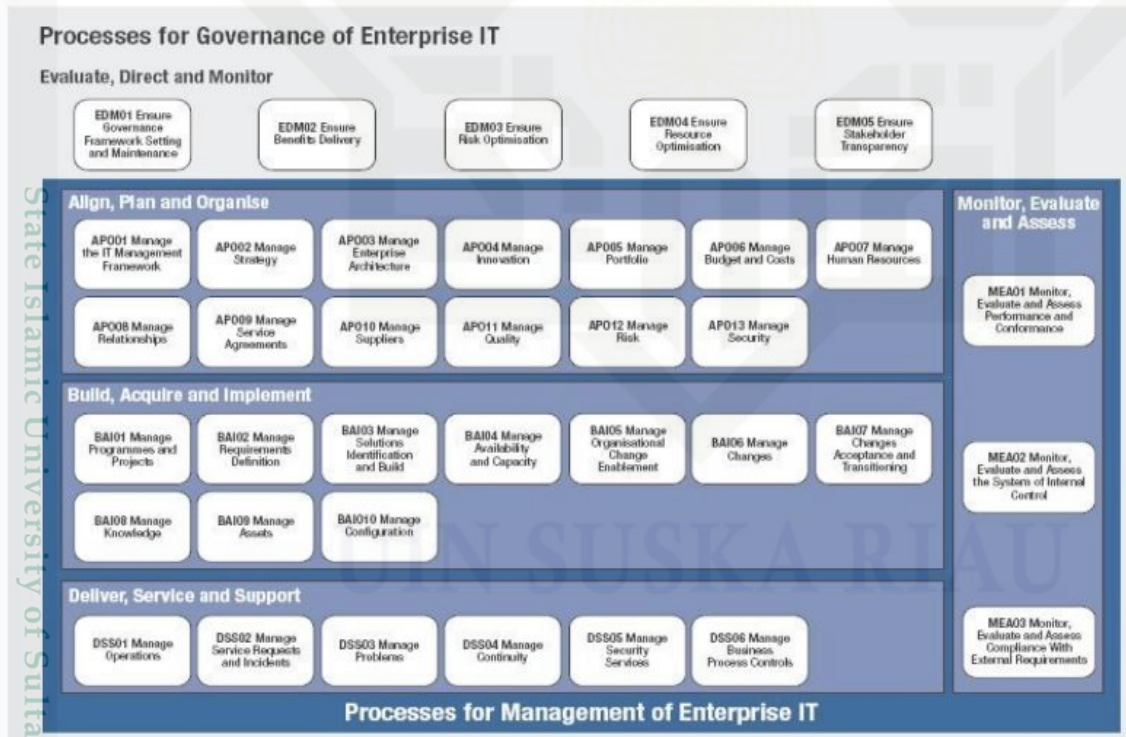 Processes for Governance of Enterprise IT
Evaluate, Direct and Monitor
EDM01 Ensure
Governance
Framework Setting
and Maintenance
EDM02 Ensure
Benefits Delivery
EDM03 Ensure
Risk Optimisation
EDM04 Ensure
Resource
Optimisation
EDM05 Ensure
Stakeholder
Transparency
Align, Plan and Organise
APO01 Manage
the IT Management
Framework
APO02 Manage
Strategy
APO03 Manage
Enterprise
Architecture
APO04 Manage
Innovation
APO05 Manage
Portfolio
APO06 Manage
Budget and Costs
APO07 Manage
Human Resources
APO08 Manage
Relationships
APO09 Manage
Service
Agreements
APO10 Manage
Suppliers
APO11 Manage
Quality
APO12 Manage
Risk
APO13 Manage
Security
Build, Acquire and Implement
BAI01 Manage
Programmes and
Projects
BAI02 Manage
Requirements
Definition
BAI03 Manage
Solutions
Identification
and Build
BAI04 Manage
Availability
and Capacity
BAI05 Manage
Organisational
Change
Enablement
BAI06 Manage
Changes
BAI07 Manage
Changes
Acceptance and
Transitioning
BAI08 Manage
Knowledge
BAI09 Manage
Assets
BAI010 Manage
Configuration
Deliver, Service and Support
DSS01 Manage
Operations
DSS02 Manage
Service Requests
and Incidents
DSS03 Manage
Problems
DSS04 Manage
Continuity
DSS05 Manage
Security
Services
DSS06 Manage
Business
Process Controls
Monitor, Evaluate
and Assess
MEA01 Monitor,
Evaluate and Assess
Performance and
Conformance
MEA02 Monitor,
Evaluate and Assess
the System of Internal
Control
MEA03 Monitor,
Evaluate and Assess
Compliance With
External Requirements
Processes for Management of Enterprise IT
State Islamic University of Sulta
UIN SUSKA RIAU